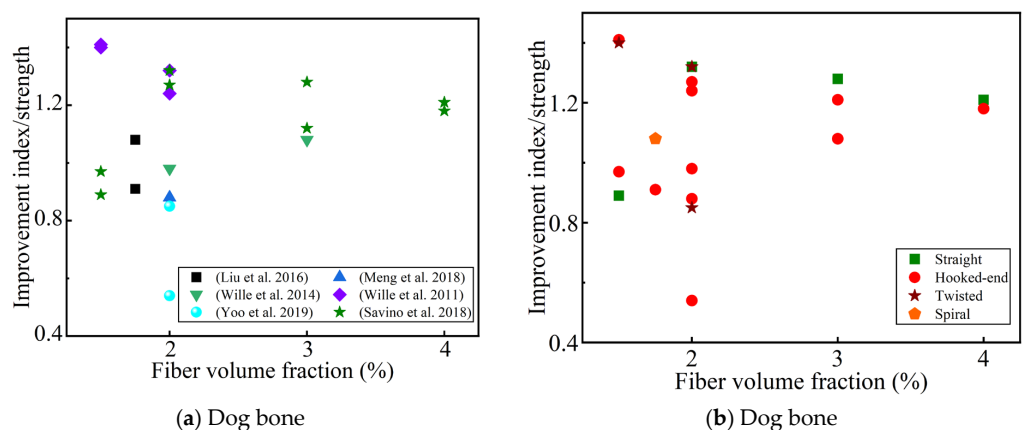 Improvement index/strength
1.2
0.8
0.4
2
3
4
Fiber volume fraction (%)
(Liu et al. 2016)
(Meng et al. 2018)
(Wille et al. 2014)
(Wille et al. 2011)
(Yoo et al. 2019)
(Savino et al. 2018)
(a) Dog bone
Improvement index/strength
1.2
0.8
0.4
2
3
4
Fiber volume fraction (%)
Straight
Hooked-end
Twisted
Spiral
(b) Dog bone